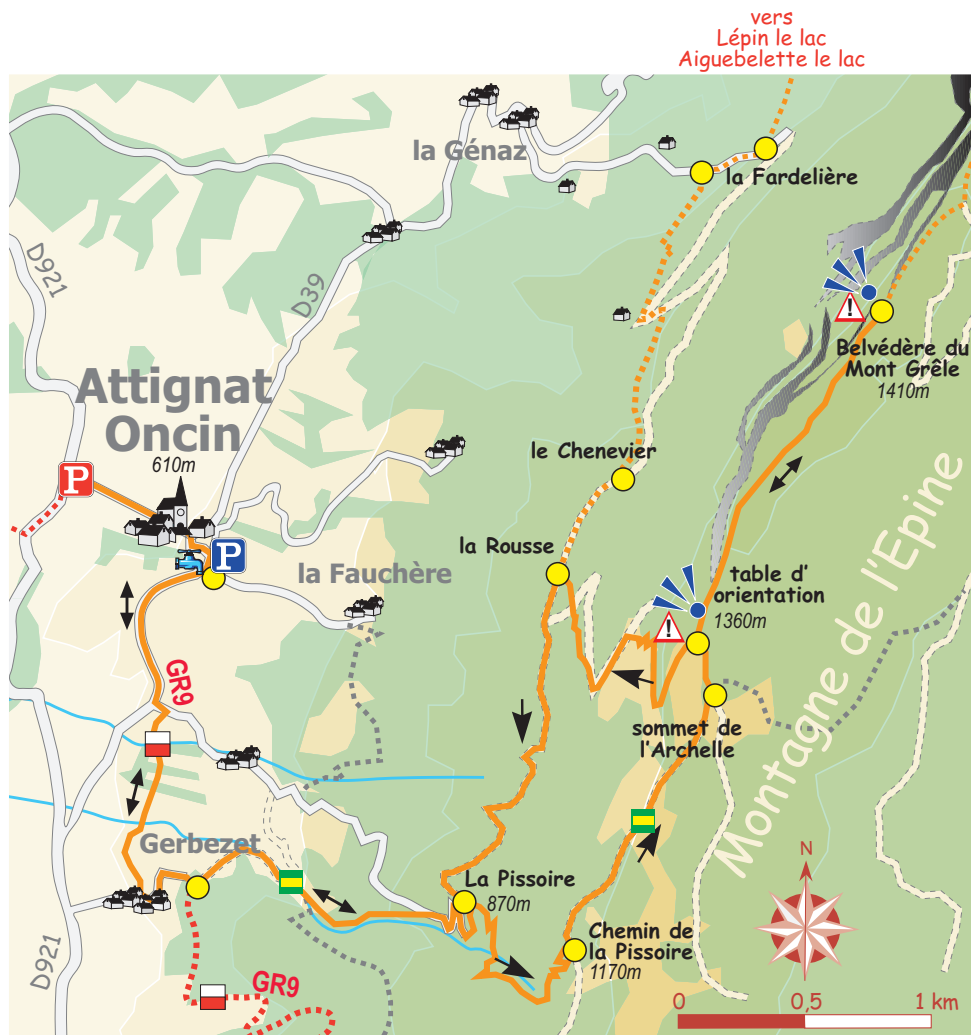 vers
Lépin le lac
Aiguebelette le lac
la Génaz
la Fardelière
D921
D39
Belvédère du
Mont Grêle
1410m
Attignat
Oncin
610m
le Chenevier
P
la Rousse
P
la Fauchère
table d'
orientation
1360m
Montagne de l'Epine
GR9
sommet de
l'Archelle
Gerbezet
La Pissoire
870m
Chemin de
la Pissoire
1170m
N
D921
GR9
0 0,5 1 km
!
!